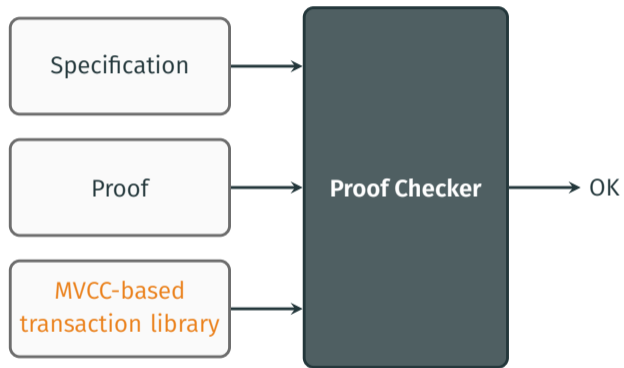 Specification
Proof
MVCC-based
transaction library
Proof Checker
OK